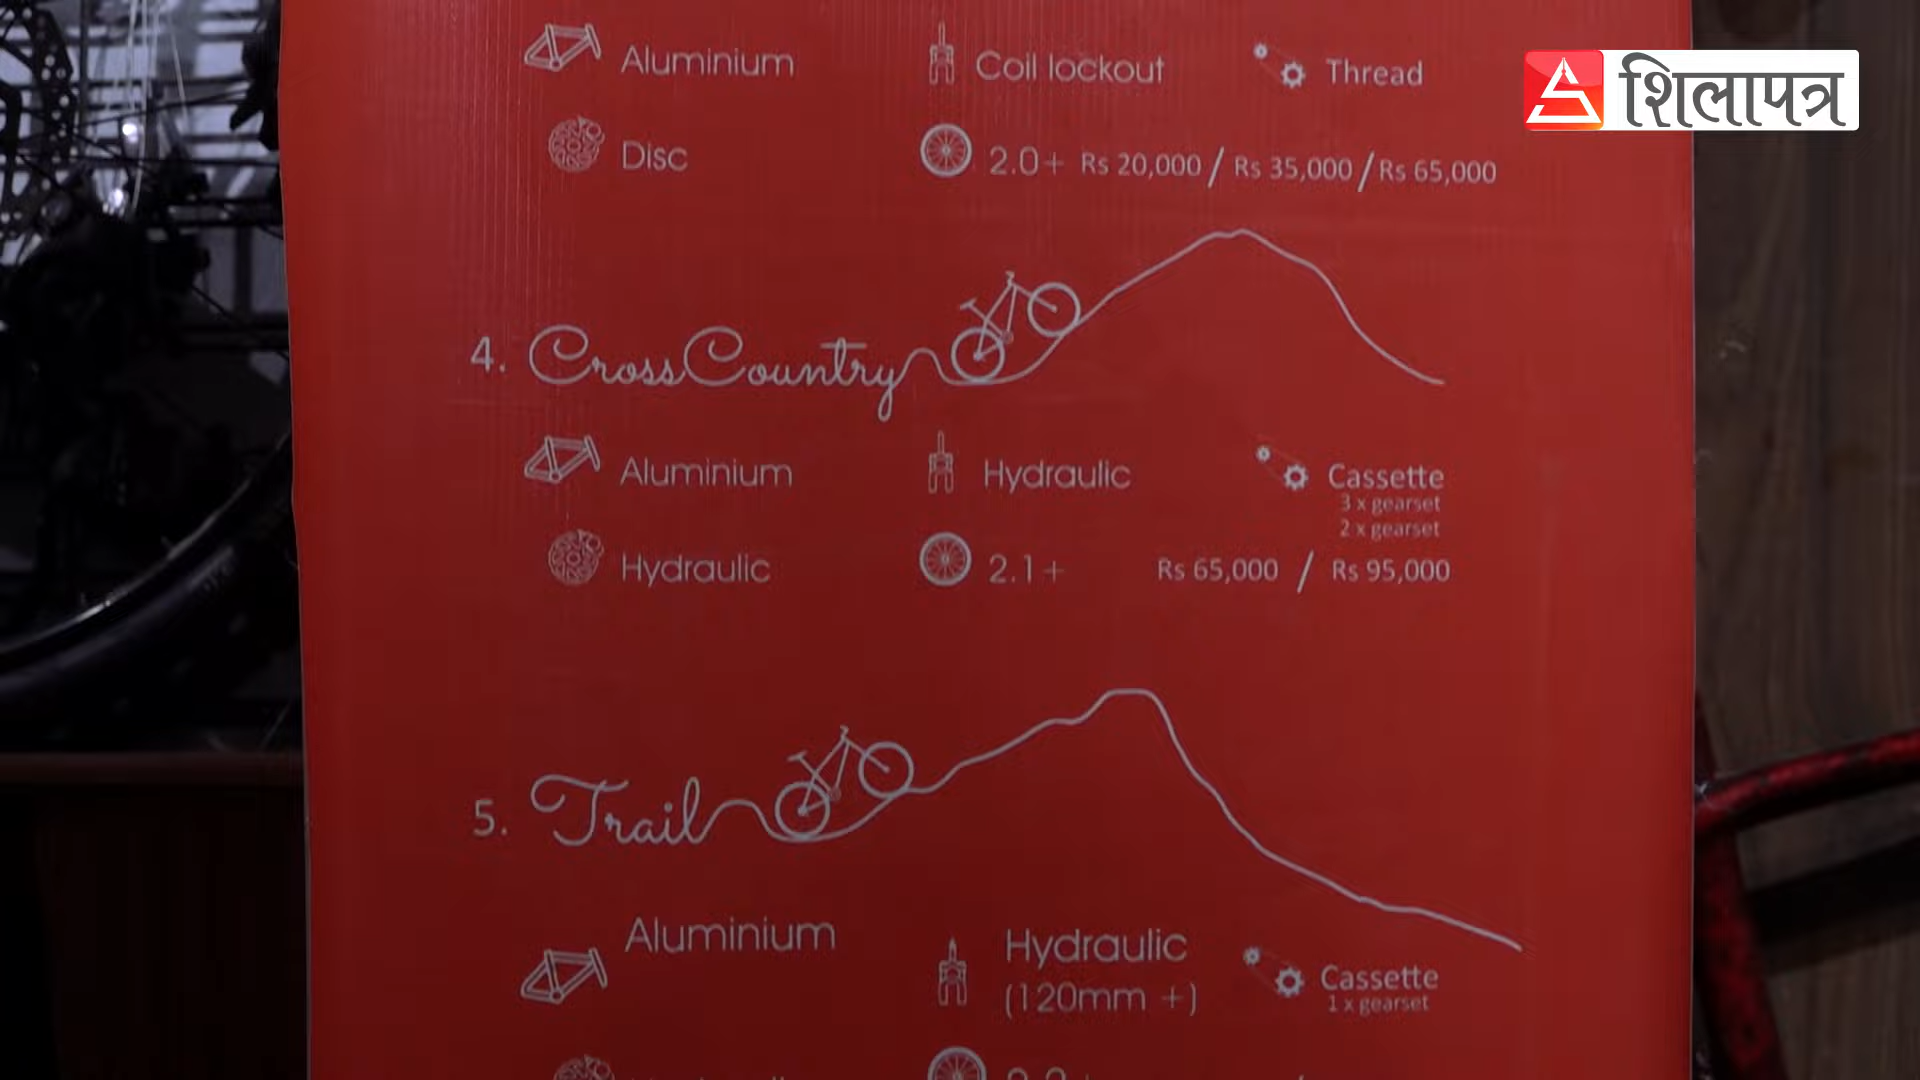 Aluminium Coil lockout Thread
शिलापत्र
Disc 2.0+ Rs 20,000 / Rs 35,000 / Rs 65,000
4. CrossCountry
Aluminium Hydraulic Cassette
3 x gearset
2 x gearset
Hydraulic 2.1+ Rs 65,000 / Rs 95,000
5. Trail
Aluminium Hydraulic
(120mm +) Cassette
1 x gearset